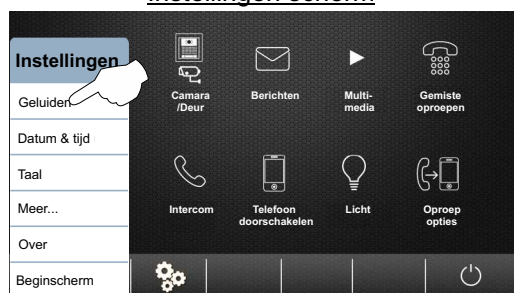 Instellingen scherm
Instellingen
Geluiden
Datum & tijd
Taal
Meer...
Over
Beginscherm
Camara
/Deur
Berichten
Multi-
media
Gemiste
oproepen
Intercom
Telefoon
doorschakelen
Licht
Oproep
opties